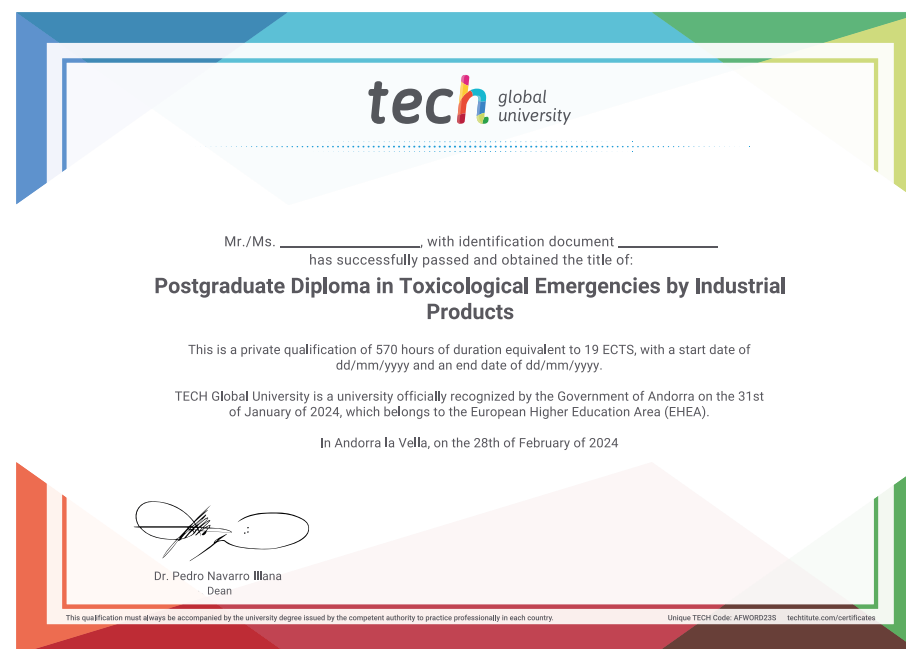 tech global
university
Mr./Ms. ____________________, with identification document ______________
has successfully passed and obtained the title of:
Postgraduate Diploma in Toxicological Emergencies by Industrial
Products
This is a private qualification of 570 hours of duration equivalent to 19 ECTS, with a start date of
dd/mm/yyyy and an end date of dd/mm/yyyy.
TECH Global University is a university officially recognized by the Government of Andorra on the 31st
of January of 2024, which belongs to the European Higher Education Area (EHEA).
In Andorra la Vella, on the 28th of February of 2024
Dr. Pedro Navarro Illana
Dean
This qualification must always be accompanied by the university degree issued by the competent authority to practice professionally in each country. Unique TECH Code: AFWORD23S techtitute.com/certificates